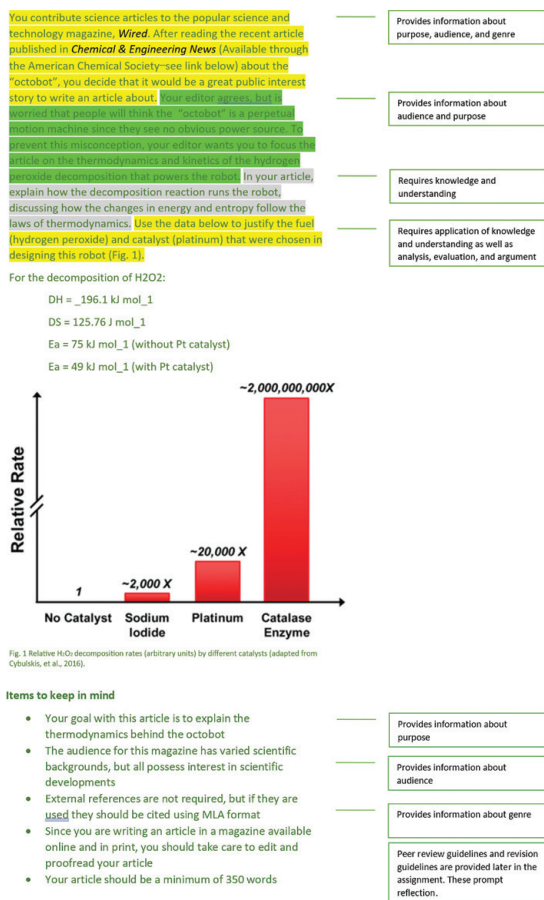 You contribute science articles to the popular science and
technology magazine, Wired. After reading the recent article
published in Chemical & Engineering News (Available through
the American Chemical Society–see link below) about the
"octobot", you decide that it would be a great public interest
story to write an article about. Your editor agrees, but is
worried that people will think the "octobot" is a perpetual
motion machine since they see no obvious power source. To
prevent this misconception, your editor wants you to focus the
article on the thermodynamics and kinetics of the hydrogen
peroxide decomposition that powers the robot. In your article,
explain how the decomposition reaction runs the robot,
discussing how the changes in energy and entropy follow the
laws of thermodynamics. Use the data below to justify the fuel
(hydrogen peroxide) and catalyst (platinum) that were chosen in
designing this robot (Fig. 1).
Provides information about
purpose, audience, and genre
Provides information about
audience and purpose
Requires knowledge and
understanding
Requires application of knowledge
and understanding as well as
analysis, evaluation, and argument
For the decomposition of H2O2:
DH = _196.1 kJ mol_1
DS = 125.76 J mol_1
Ea = 75 kJ mol_1 (without Pt catalyst)
Ea = 49 kJ mol_1 (with Pt catalyst)
Relative Rate
1
~2,000 X
~20,000 X
~2,000,000,000X
No Catalyst
Sodium
Iodide
Platinum
Catalase
Enzyme
Fig. 1 Relative H₂O₂ decomposition rates (arbitrary units) by different catalysts (adapted from
Cybulskis, et al., 2016).
Items to keep in mind
• Your goal with this article is to explain the
thermodynamics behind the octobot
• The audience for this magazine has varied scientific
backgrounds, but all possess interest in scientific
developments
• External references are not required, but if they are
used they should be cited using MLA format
• Since you are writing an article in a magazine available
online and in print, you should take care to edit and
proofread your article
• Your article should be a minimum of 350 words
Provides information about
purpose
Provides information about
audience
Provides information about genre
Peer review guidelines and revision
guidelines are provided later in the
assignment. These prompt
reflection.